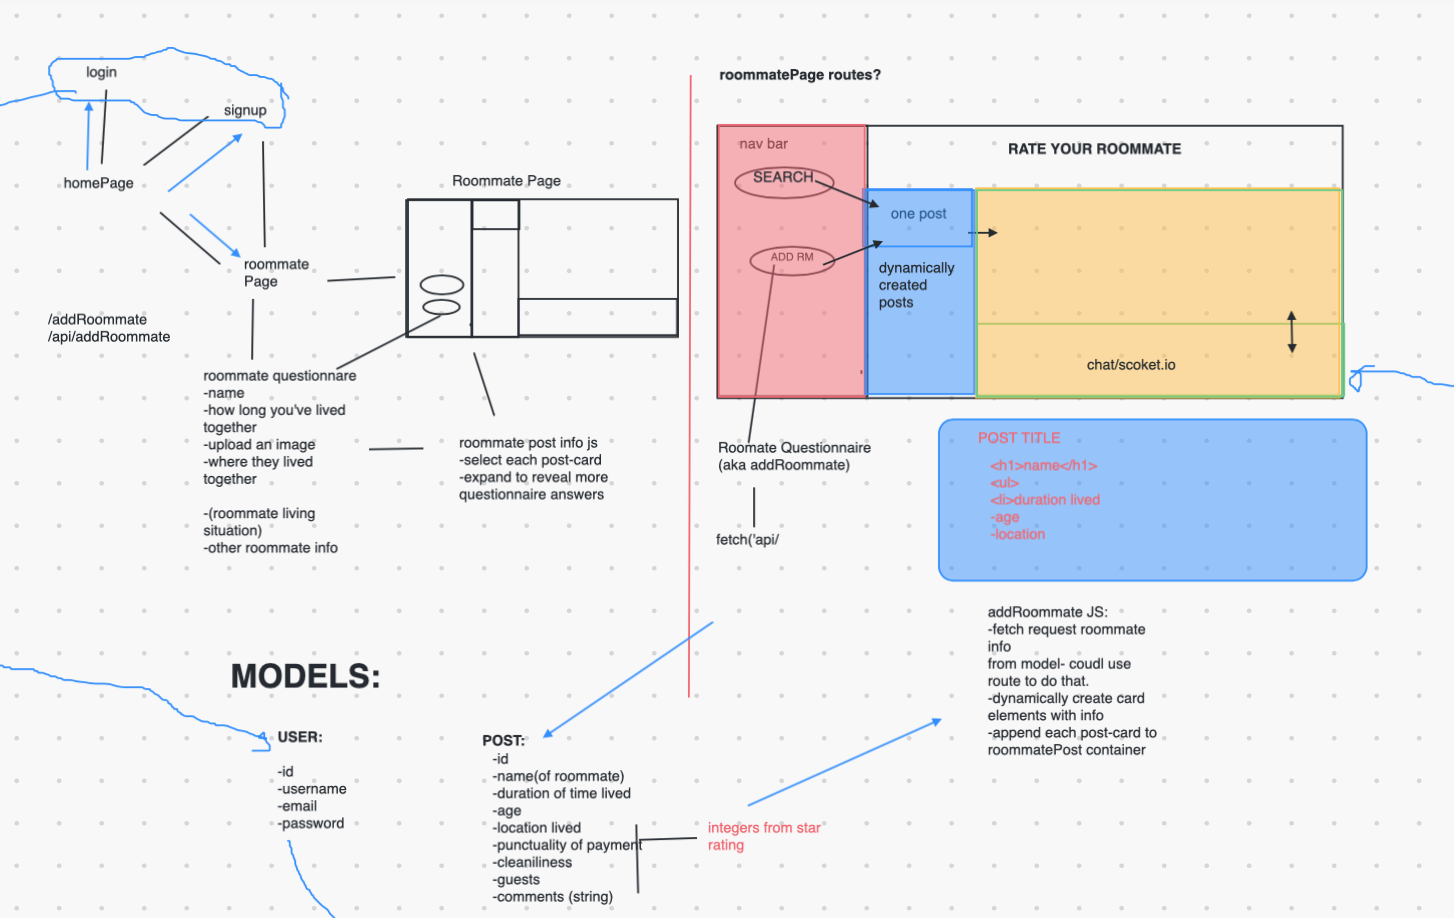 login
signup
homePage
roommate
Page
/addRoommate
/api/addRoommate
Roommate Page
roommate questionnare
-name
-how long you've lived
together
-upload an image
-where they lived
together
-(roommate living
situation)
-other roommate info
roommate post info js
-select each post-card
-expand to reveal more
questionnaire answers
roommatePage routes?
nav bar
SEARCH
ADD RM
RATE YOUR ROOMMATE
one post
dynamically
created
posts
chat/scoket.io
Roomate Questionnaire
(aka addRoommate)
fetch('api/
POST TITLE
<h1>name</h1>
<ul>
<li>duration lived
-age
-location
addRoommate JS:
-fetch request roommate
info
from model- coudl use
route to do that.
-dynamically create card
elements with info
-append each post-card to
roommatePost container
MODELS:
USER:
-id
-username
-email
-password
POST:
-id
-name(of roommate)
-duration of time lived
-age
-location lived
-punctuality of payment
-cleaniliness
-guests
-comments (string)
integers from star
rating